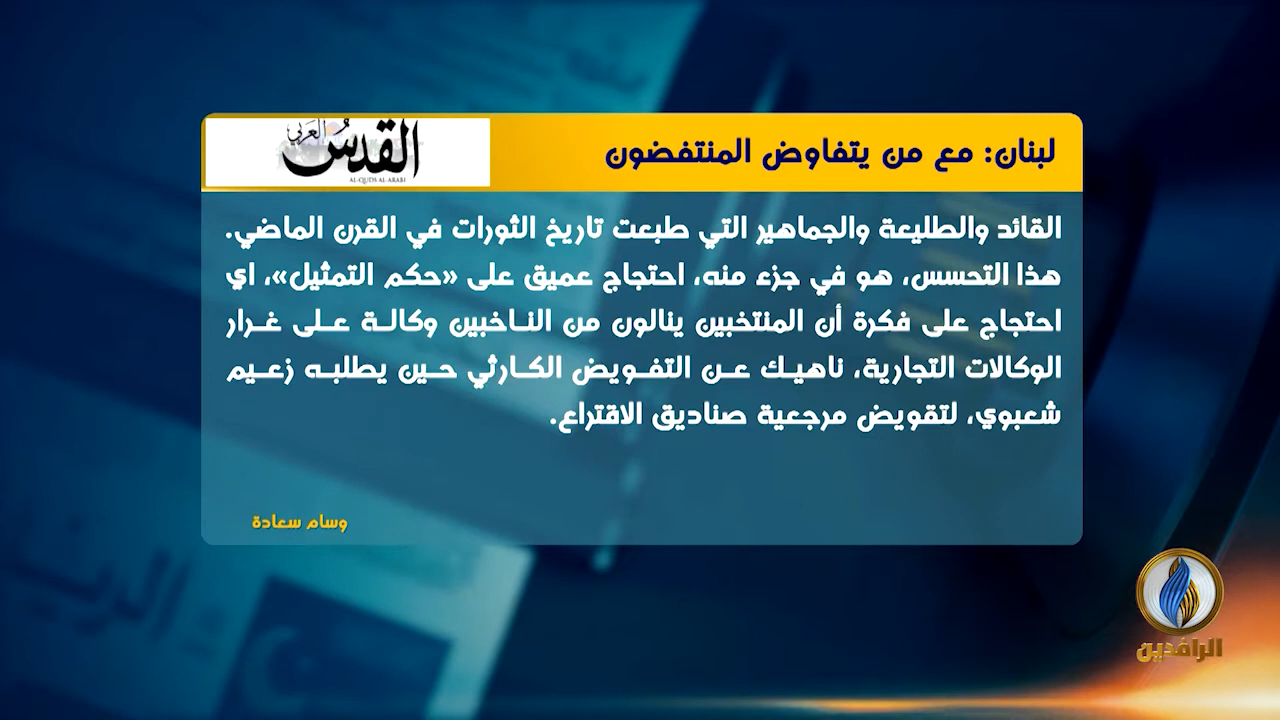 لبنان: مع من يتفاوض المنتفضون
القدس العربي
AL-QUDS AL-ARABI
القائد والطليعة والجماهير التي طبعت تاريخ الثورات في القرن الماضي.
هذا التحسس، هو في جزء منه، احتجاج عميق على «حكم التمثيل»، اي
احتجاج على فكرة أن المنتخبين ينالون من الناخبين وكالة على غرار
الوكالات التجارية، ناهيك عن التفويض الكارثي حين يطلبه زعيم
شعبوي، لتقويض مرجعية صناديق الاقتراع.
وسام سعادة
الرافدين